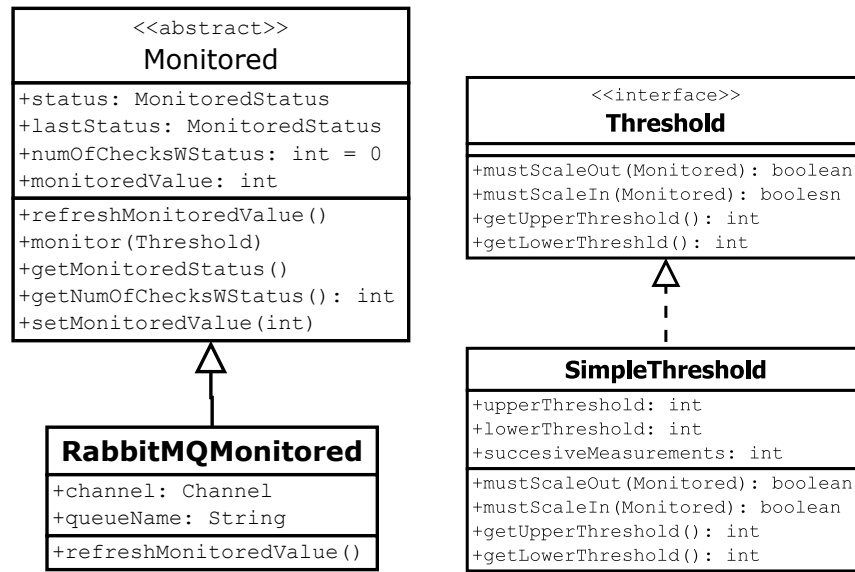 <<abstract>>
Monitored
+status: MonitoredStatus
+lastStatus: MonitoredStatus
+numOfChecksWStatus: int = 0
+monitoredValue: int
+refreshMonitoredValue()
+monitor(Threshold)
+getMonitoredStatus()
+getNumOfChecksWStatus(): int
+setMonitoredValue(int)
RabbitMQMonitored
+channel: Channel
+queueName: String
+refreshMonitoredValue()
<<interface>>
Threshold
+mustScaleOut(Monitored): boolean
+mustScaleIn(Monitored): boolesn
+getUpperThreshold(): int
+getLowerThreshld(): int
SimpleThreshold
+upperThreshold: int
+lowerThreshold: int
+succesiveMeasurements: int
+mustScaleOut(Monitored): boolean
+mustScaleIn(Monitored): boolean
+getUpperThreshold(): int
+getLowerThreshold(): int